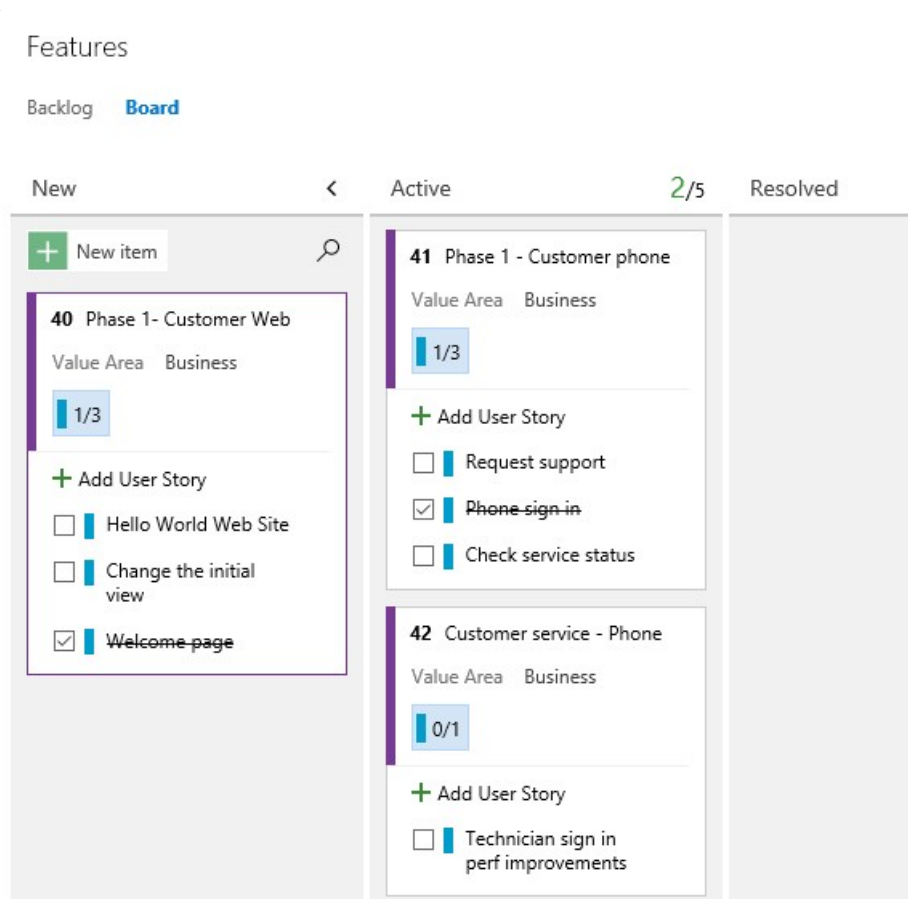 Features
Backlog Board
New
New item
40 Phase 1- Customer Web
Value Area Business
1/3
Add User Story
Hello World Web Site
Change the initial
view
Welcome page
Active 2/5
41 Phase 1 - Customer phone
Value Area Business
1/3
Add User Story
Request support
Phone sign in
Check service status
42 Customer service - Phone
Value Area Business
0/1
Add User Story
Technician sign in
perf improvements
Resolved